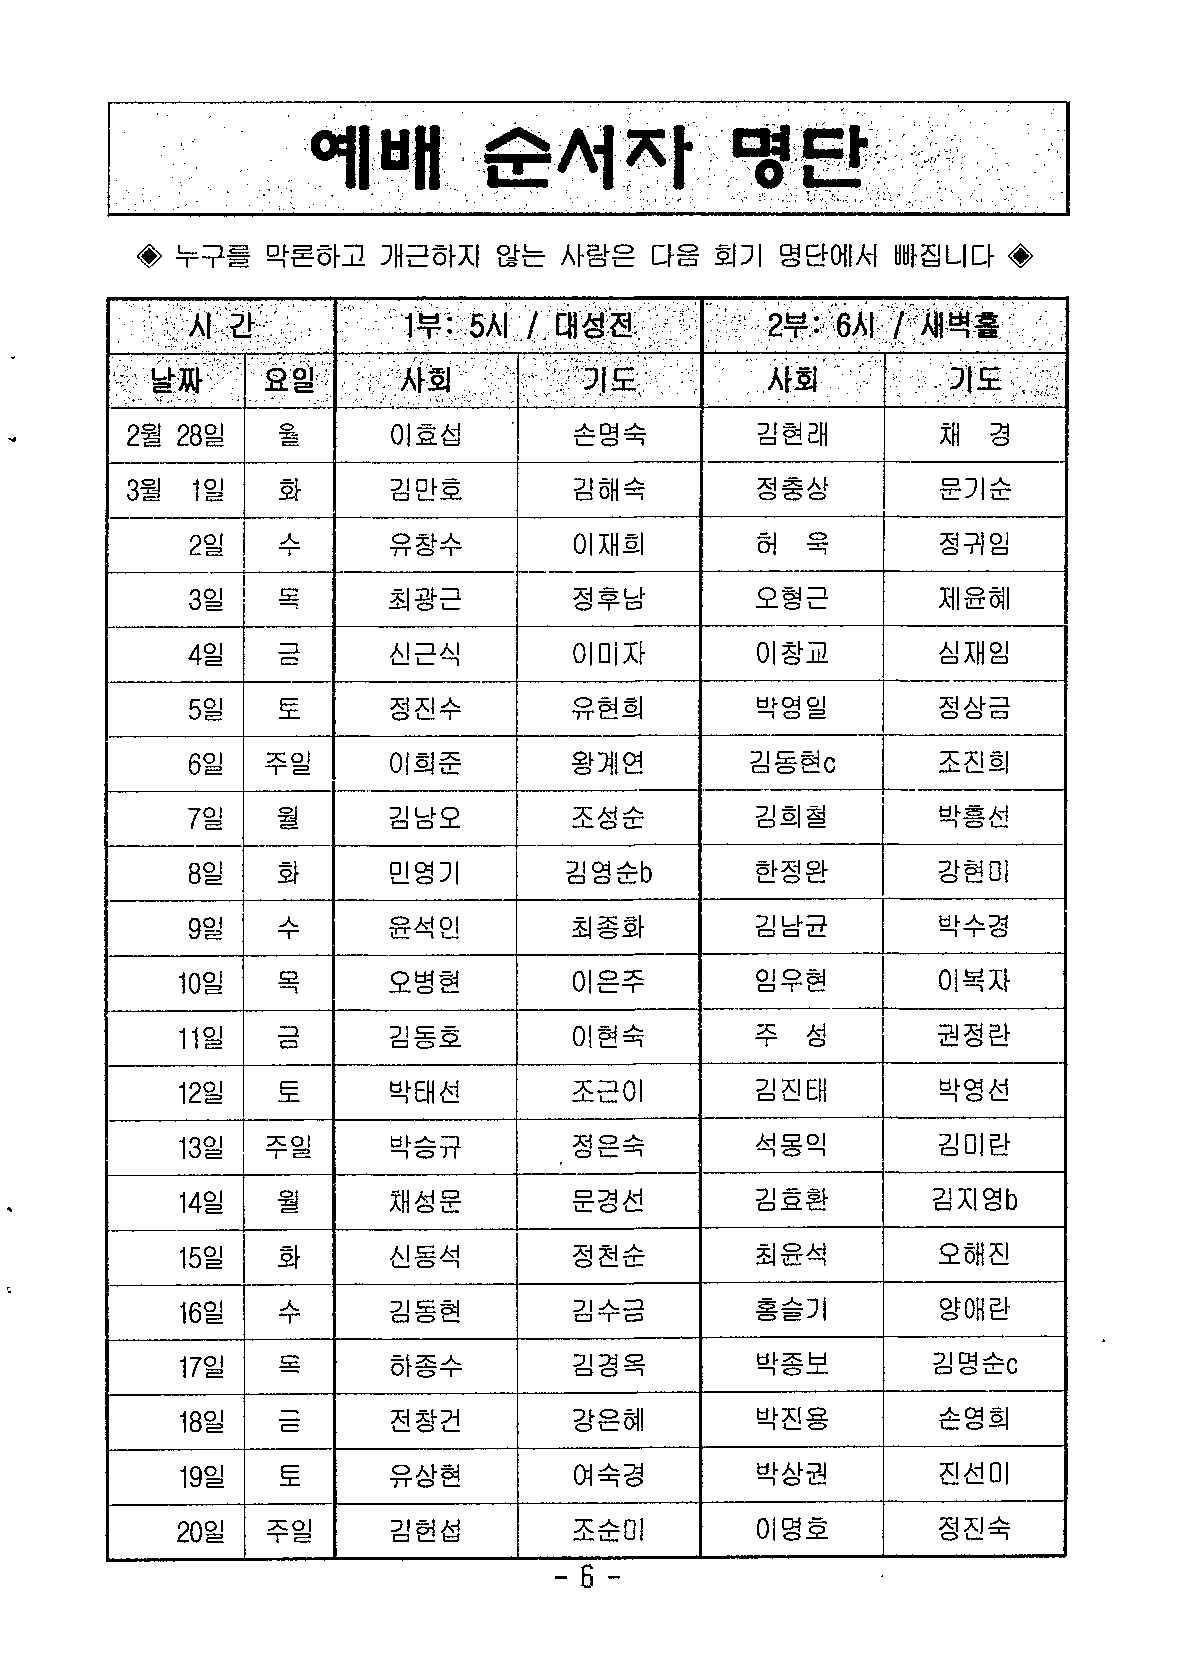 예배 순서자 명단
◈ 누구를 막론하고 개근하지 않는 사람은 다음 회기 명단에서 빠집니다 ◈
시 간 1부: 5시 / 대성전 2부: 6시 / 새벽홀
날짜 요일 사회 기도 사회 기도
2월 28일 월 이효섭 손명숙 김현래 채 경
3월 1일 화 김만호 김해숙 정충상 문기순
2일 수 유창수 이재희 허 욱 정귀임
3일 목 최광근 정후남 오형근 제윤혜
4일 금 신근식 이미자 이창교 심재임
5일 토 정진수 유현희 박영일 정상금
6일 주일 이희준 왕계연 김동현c 조진희
7일 월 김남오 조성순 김희철 박흥선
8일 화 민영기 김영순b 한정완 강현미
9일 수 윤석인 최종화 김남균 박수경
10일 목 오병현 이은주 임우현 이복자
11일 금 김동호 이현숙 주 성 권정란
12일 토 박태선 조근이 김진태 박영선
13일 주일 박승규 정은숙 석몽익 김미란
14일 월 채성문 문경선 김효환 김지영b
15일 화 신동석 정천순 최윤석 오해진
16일 수 김동현 김수금 홍슬기 양애란
17일 목 하종수 김경옥 박종보 김명순c
18일 금 전창건 강은혜 박진용 손영희
19일 토 유상현 여숙경 박상권 진선미
20일 주일 김헌섭 조순미 이명호 정진숙
- 6 -